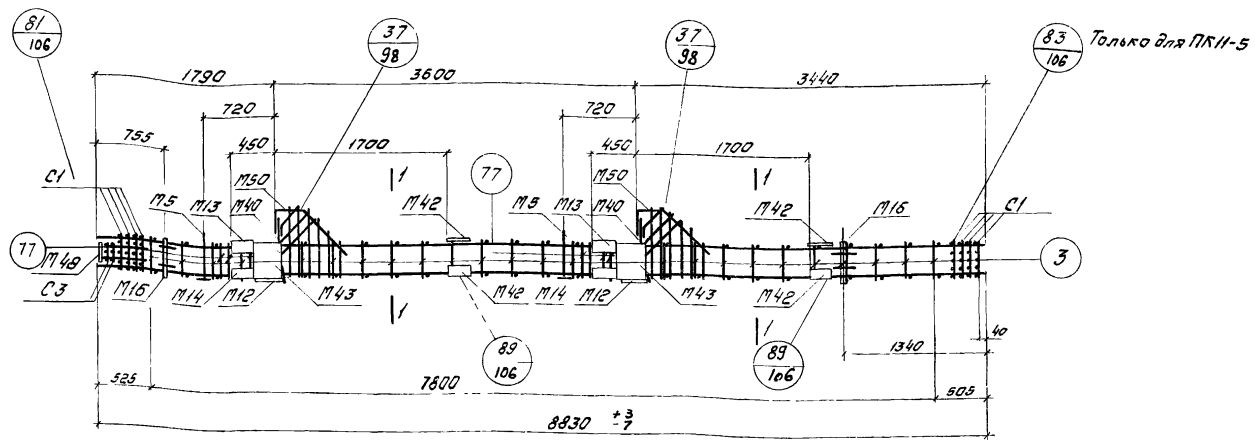 81
106
37
98
37
98
83
106
Только для ПК11-5
1790
3600
3440
720
720
755
450
1700
450
1700
С1
М5
М13
М50
М40
1
М42
77
М5
М13
М50
М40
1
М42
М16
С1
77
М48
С3
М16
М14
М12
М43
М42
М14
М12
М43
М42
3
1
1
89
106
89
106
1340
40
525
7800
505
8830 +3 -7